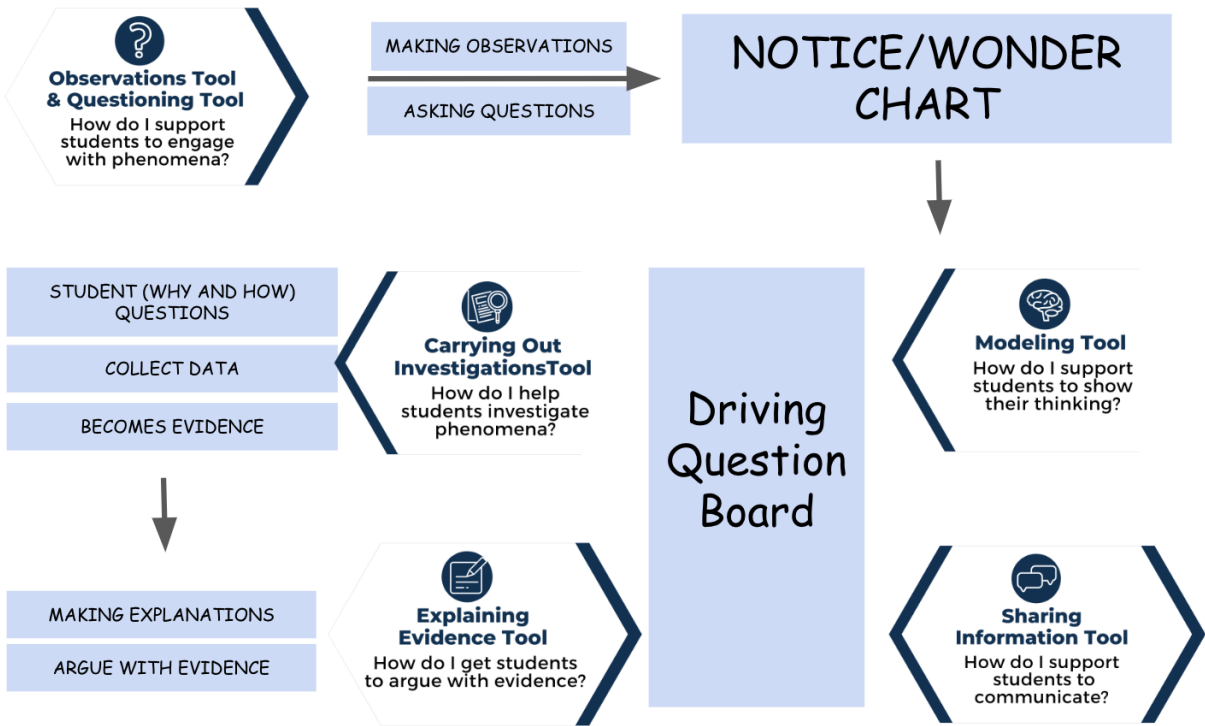 Observations Tool
& Questioning Tool
How do I support
students to engage
with phenomena?
MAKING OBSERVATIONS
ASKING QUESTIONS
NOTICE/WONDER
CHART
STUDENT (WHY AND HOW)
QUESTIONS
COLLECT DATA
BECOMES EVIDENCE
Carrying Out
InvestigationsTool
How do I help
students investigate
phenomena?
Driving
Question
Board
Modeling Tool
How do I support
students to show
their thinking?
MAKING EXPLANATIONS
ARGUE WITH EVIDENCE
Explaining
Evidence Tool
How do I get students
to argue with evidence?
Sharing
Information Tool
How do I support
students to
communicate?